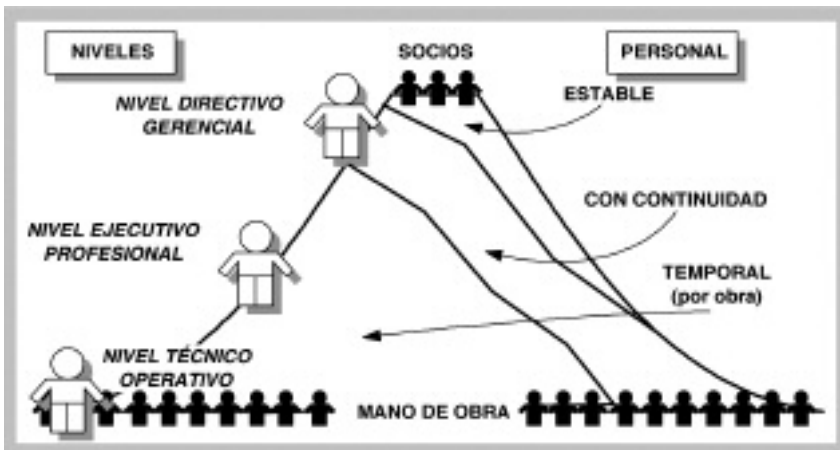 NIVELES
SOCIOS
PERSONAL
NIVEL DIRECTIVO
GERENCIAL
ESTABLE
NIVEL EJECUTIVO
PROFESIONAL
CON CONTINUIDAD
TEMPORAL
(por obra)
NIVEL TÉCNICO
OPERATIVO
MANO DE OBRA